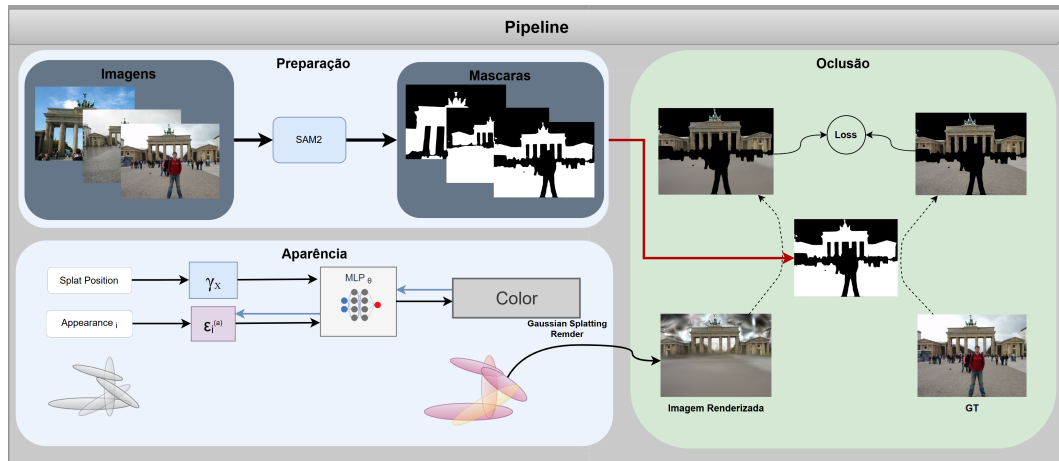 Pipeline
Preparação
Imagens
SAM2
Mascaras
Oclusão
Loss
Aparência
Splat Position
γx
MLP θ
Color
Appearance i
εi(a)
Gaussian Splatting
Remder
Imagem Renderizada
GT